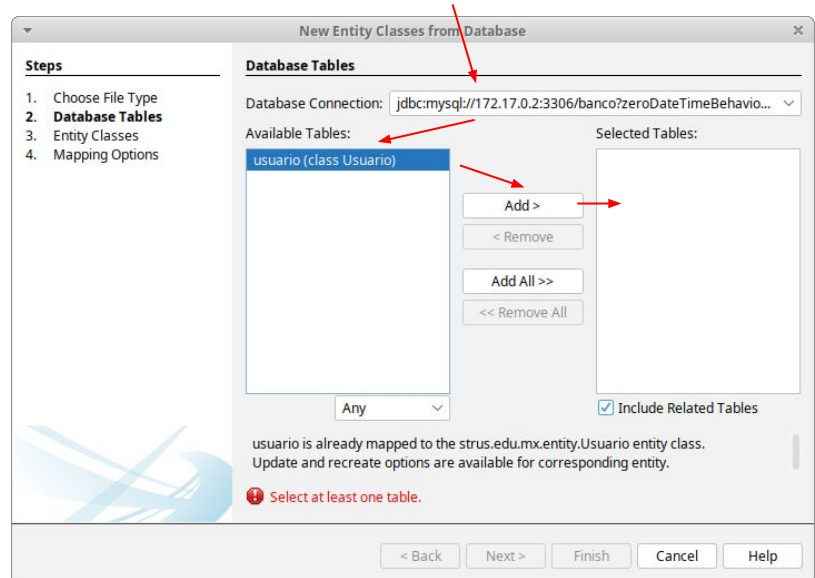 New Entity Classes from Database
Steps
1. Choose File Type
2. Database Tables
3. Entity Classes
4. Mapping Options
Database Tables
Database Connection: jdbc:mysql://172.17.0.2:3306/banco?zeroDateTimeBehavio...
Available Tables:
Selected Tables:
usuario (class Usuario)
Add >
< Remove
Add All >>
<< Remove All
Any
Include Related Tables
usuario is already mapped to the strus.edu.mx.entity.Usuario entity class.
Update and recreate options are available for corresponding entity.
Select at least one table.
< Back
Next >
Finish
Cancel
Help